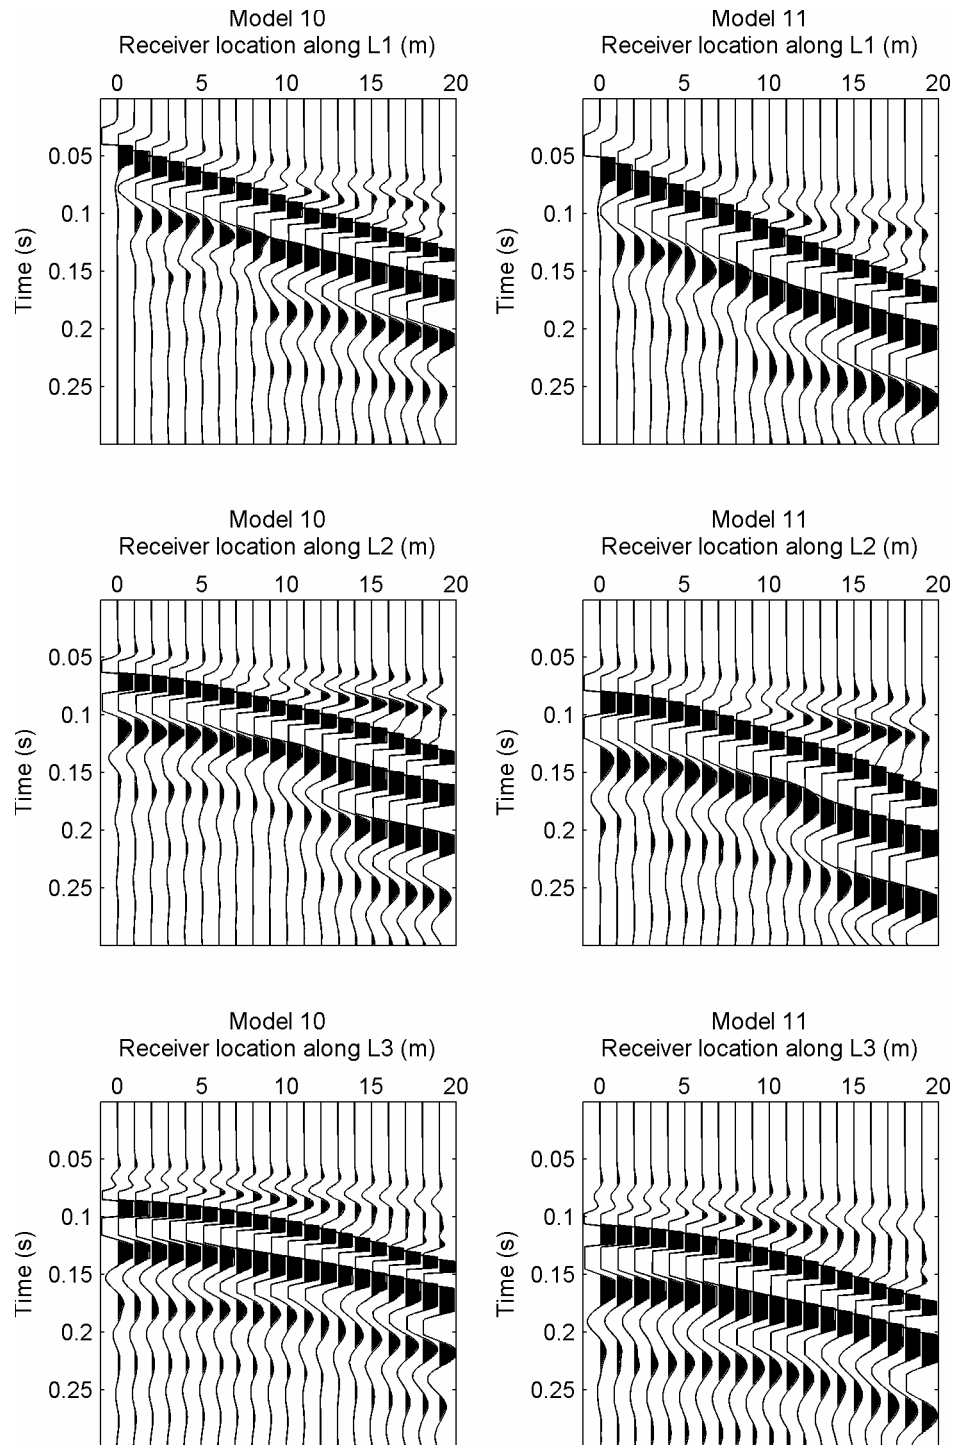 Model 10
Receiver location along L1 (m)
0 5 10 15 20
0.05
0.1
0.15
0.2
0.25
Time (s)
Model 11
Receiver location along L1 (m)
0 5 10 15 20
0.05
0.1
0.15
0.2
0.25
Time (s)
Model 10
Receiver location along L2 (m)
0 5 10 15 20
0.05
0.1
0.15
0.2
0.25
Time (s)
Model 11
Receiver location along L2 (m)
0 5 10 15 20
0.05
0.1
0.15
0.2
0.25
Time (s)
Model 10
Receiver location along L3 (m)
0 5 10 15 20
0.05
0.1
0.15
0.2
0.25
Time (s)
Model 11
Receiver location along L3 (m)
0 5 10 15 20
0.05
0.1
0.15
0.2
0.25
Time (s)